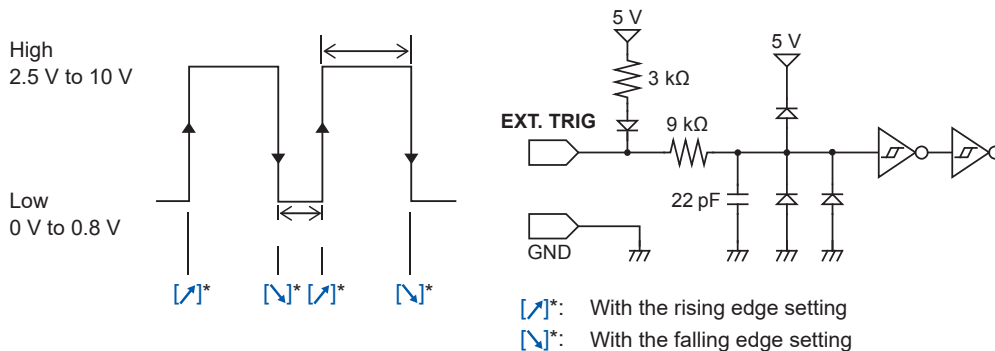 High
2.5 V to 10 V
Low
0 V to 0.8 V
[↗]* [↘]* [↗]* [↘]*
5 V
3 kΩ
5 V
EXT. TRIG
9 kΩ
22 pF
GND
[↗]*: With the rising edge setting
[↘]*: With the falling edge setting